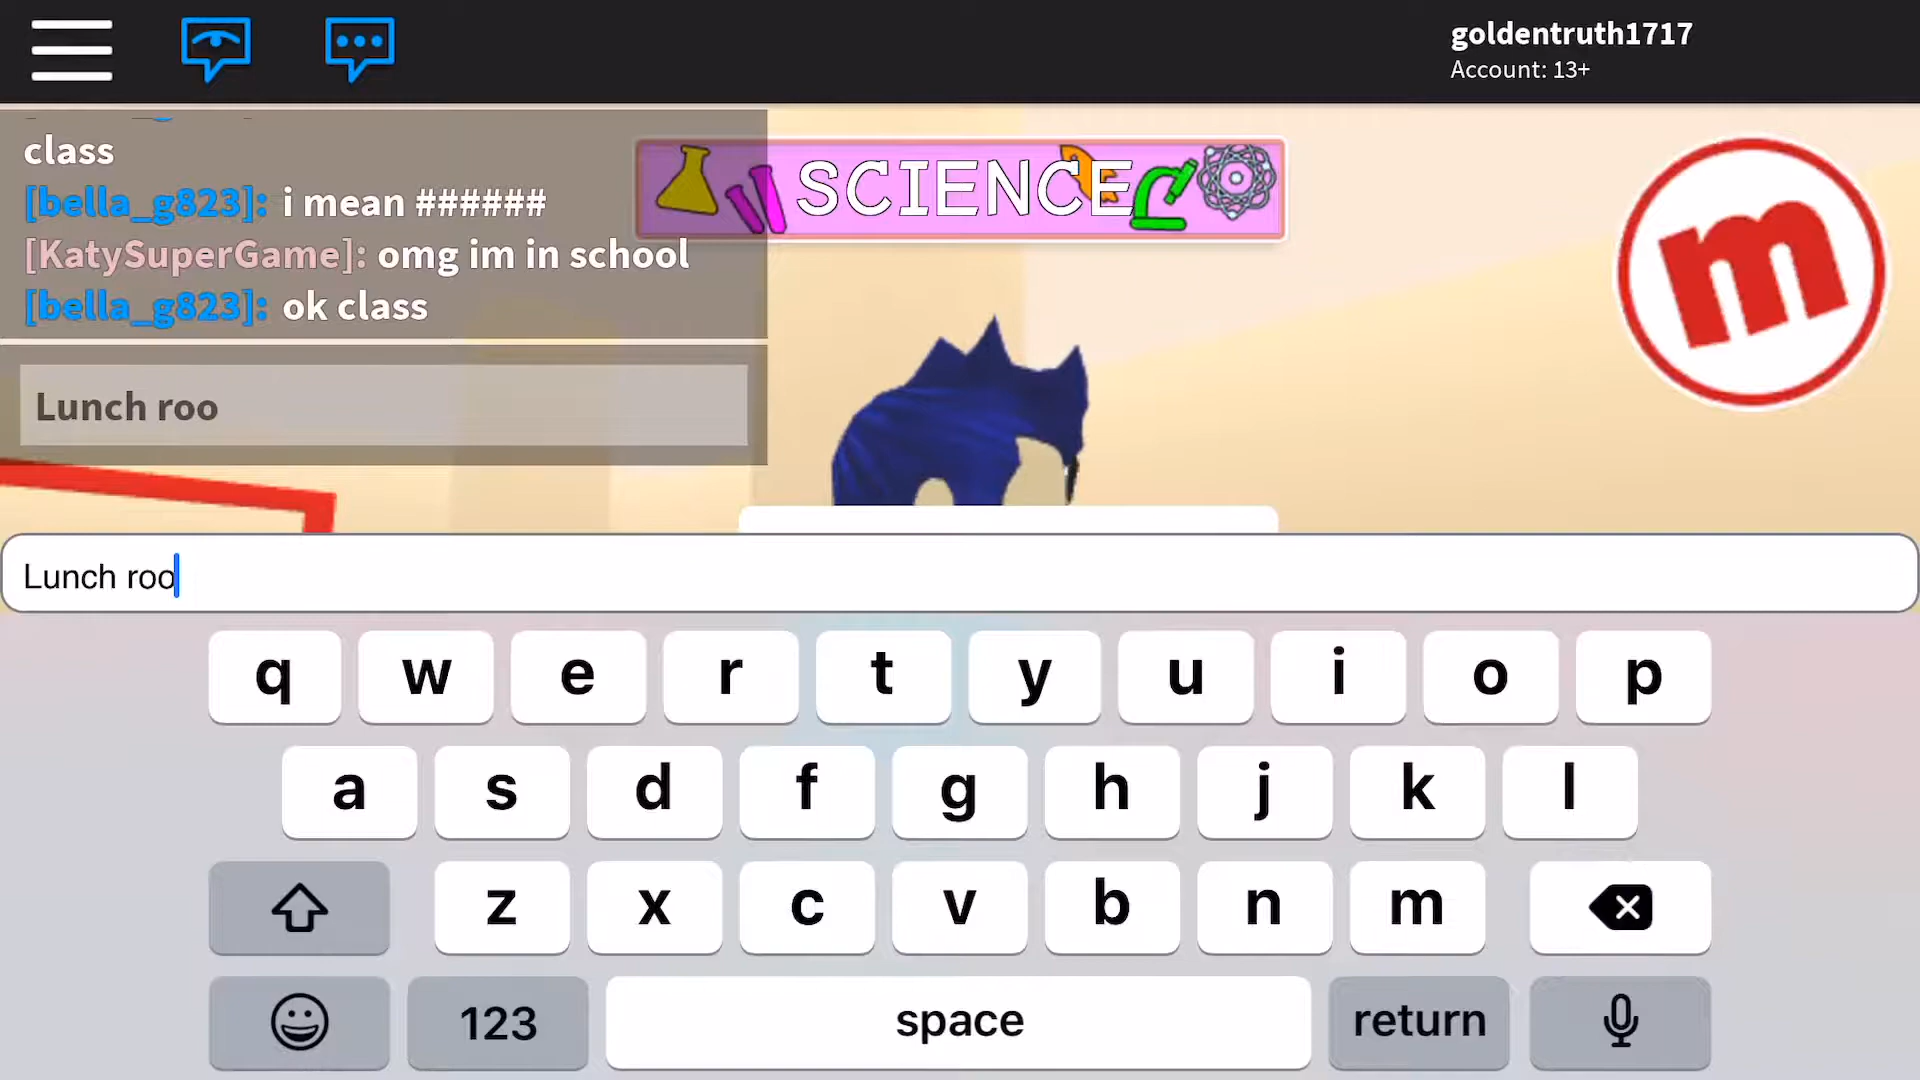 goldentruth1717
Account: 13+
class
[bella_g823]: i mean ######
[KatySuperGame]: omg im in school
[bella_g823]: ok class
SCIENCE
m
Lunch roo
Lunch roo
q w e r t y u i o p
a s d f g h j k l
z x c v b n m
123 space return